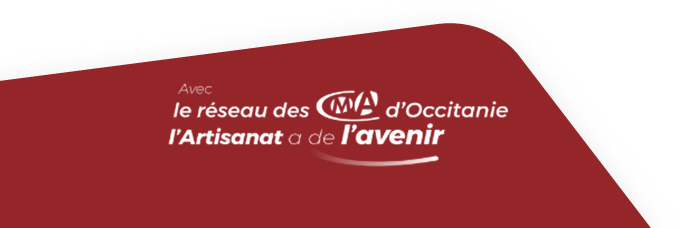 Avec
le réseau des CMA d'Occitanie
l'Artisanat a de l'avenir